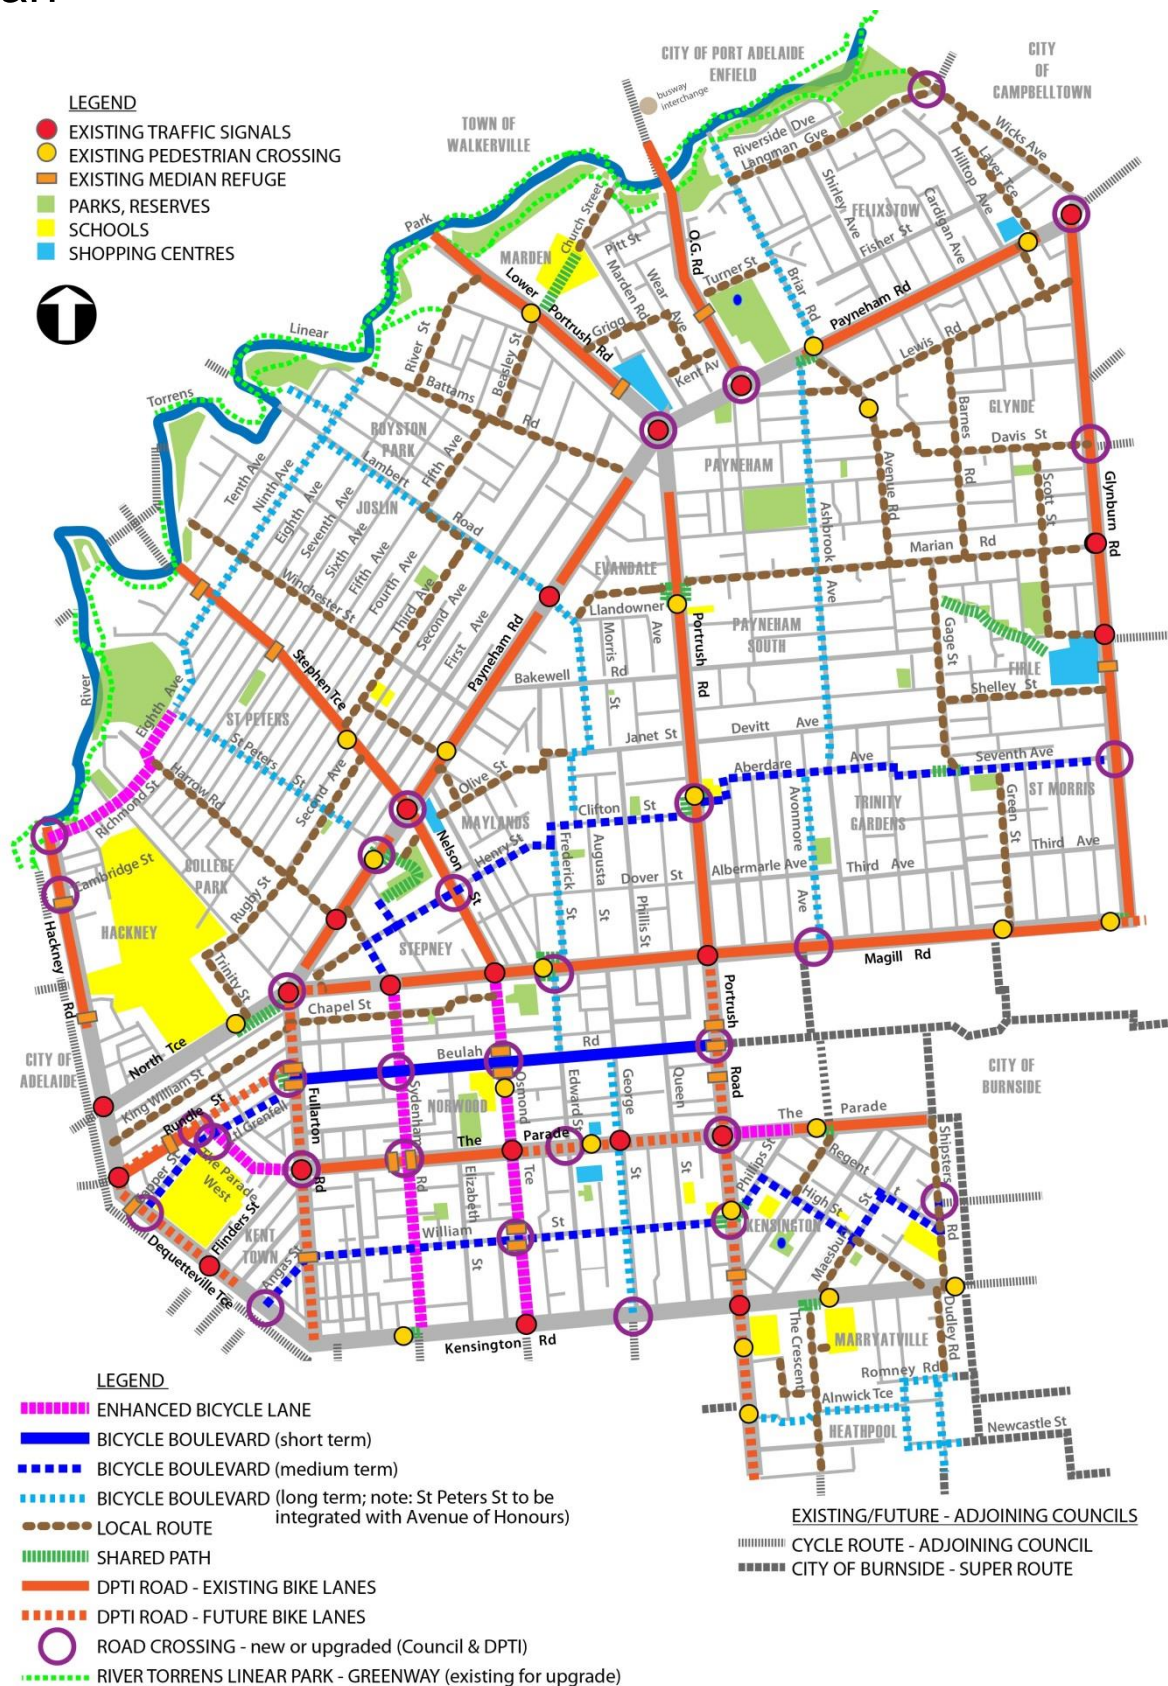 LEGEND
EXISTING TRAFFIC SIGNALS
EXISTING PEDESTRIAN CROSSING
EXISTING MEDIAN REFUGE
PARKS, RESERVES
SCHOOLS
SHOPPING CENTRES
CITY OF PORT ADELAIDE
ENFIELD
CITY
OF
CAMPBELLTOWN
busway
interchange
TOWN OF
WALKERVILLE
Riverside Dve
Langman Gve
Wicks Ave
Laver Tce
Hilltop Ave
Cardigan Ave
Shirley Ave
FELIXSTOW
Fisher St
Church Street
Park
MARDEN
Pitt St
O.G. Rd
Lower
Portrush Rd
Marden Rd
Wear
Ave
Turner St
Briar
Rd
Payneham Rd
Grigg
Kent Av
Lewis Rd
Linear
River St
Beasley St
Battams
Rd
Torrens
ROYSTON
PARK
GLYNDE
Barnes
Rd
Davis St
Tenth Ave
Ninth Ave
Eighth Ave
Seventh Ave
Sixth Ave
Fifth Ave
Fourth Ave
Third Ave
Second Ave
First Ave
Lambert
Road
Fifth Ave
JOSLIN
PAYNEHAM
Avenue Rd
Scott St
Glynburn
Rd
Ashbrook
Ave
Marian Rd
EVANDALE
Winchester St
Llandower
Ave
Morris
St
Portrush
Rd
PAYNEHAM
SOUTH
Gage St
FIRLE
Payneham Rd
Bakewell Rd
Stephen Tce
Shelley St
River
Eighth Ave
ST PETERS
St Peters St
Janet St
Devitt Ave
Aberdare Ave
Seventh Ave
Second Ave
Olive St
Harrow Rd
Richmond St
Clifton St
Avonmore
Ave
TRINITY
GARDENS
ST MORRIS
Green St
MAYLANDS
Nelson
St
Henry St
Frederick
St
Augusta
St
Dover St
Albermarle Ave
Third Ave
Third Ave
Cambridge St
COLLEGE
PARK
Rugby St
Phillis St
HACKNEY
Hackney
Rd
STEPNEY
Trinity St
Magill Rd
Chapel St
Portrush
Road
North Tce
Beulah Rd
CITY OF
ADELAIDE
King William St
CITY OF
BURNSIDE
Rundle St
Fullarton
Rd
Sydenham
Rd
NORWOOD
Osmond
Tce
Edward St
George
St
Queen
St
The Parade
The Parade
Grenfell
The Parade
West
Phillips St
Regent
St
Shipsters
Rd
Flinders St
Elizabeth
St
High St
KENSINGTON
KENT
TOWN
William St
Dequetteville Tce
Angas St
Kensington Rd
The Crescent
MARRYATVILLE
Dudley Rd
Romney Rd
Alnwick Tce
HEATHPOOL
Newcastle St
LEGEND
ENHANCED BICYCLE LANE
BICYCLE BOULEVARD (short term)
BICYCLE BOULEVARD (medium term)
BICYCLE BOULEVARD (long term; note: St Peters St to be
integrated with Avenue of Honours)
LOCAL ROUTE
SHARED PATH
DPTI ROAD - EXISTING BIKE LANES
DPTI ROAD - FUTURE BIKE LANES
ROAD CROSSING - new or upgraded (Council & DPTI)
RIVER TORRENS LINEAR PARK - GREENWAY (existing for upgrade)
EXISTING/FUTURE - ADJOINING COUNCILS
CYCLE ROUTE - ADJOINING COUNCIL
CITY OF BURNSIDE - SUPER ROUTE